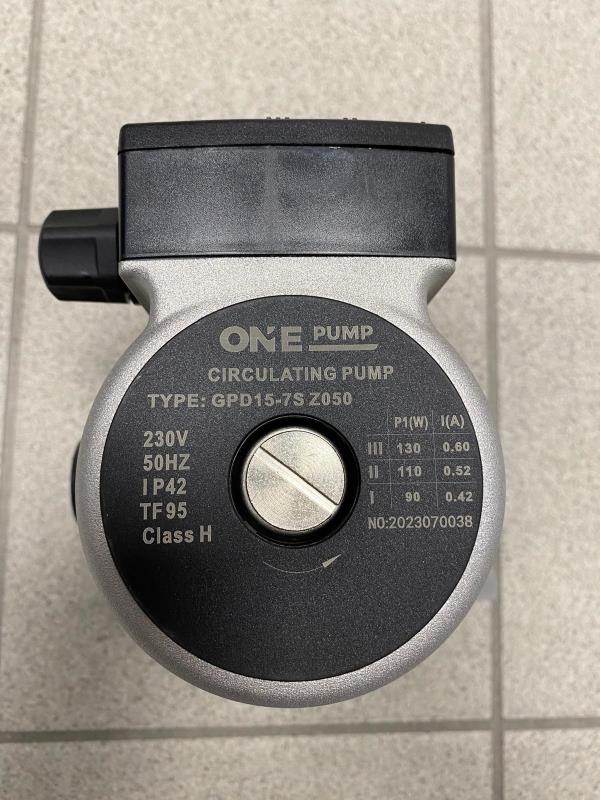 ONE PUMP
CIRCULATING PUMP
TYPE: GPD15-7S Z050
230V
50HZ
IP42
TF95
Class H
P1(W) I(A)
III 130 0.60
II 110 0.52
I 90 0.42
NO:2023070038